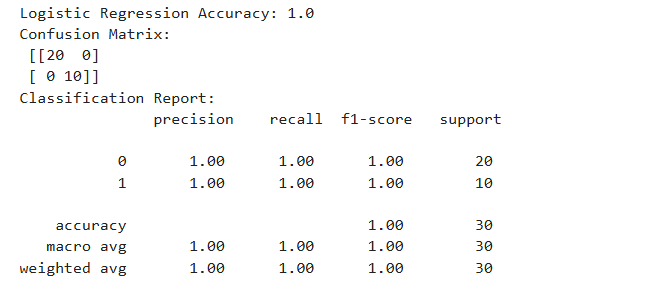 Logistic Regression Accuracy: 1.0
Confusion Matrix:
[[20  0]
[ 0 10]]
Classification Report:
precision    recall  f1-score   support
0       1.00      1.00      1.00        20
1       1.00      1.00      1.00        10
accuracy                           1.00        30
macro avg       1.00      1.00      1.00        30
weighted avg       1.00      1.00      1.00        30